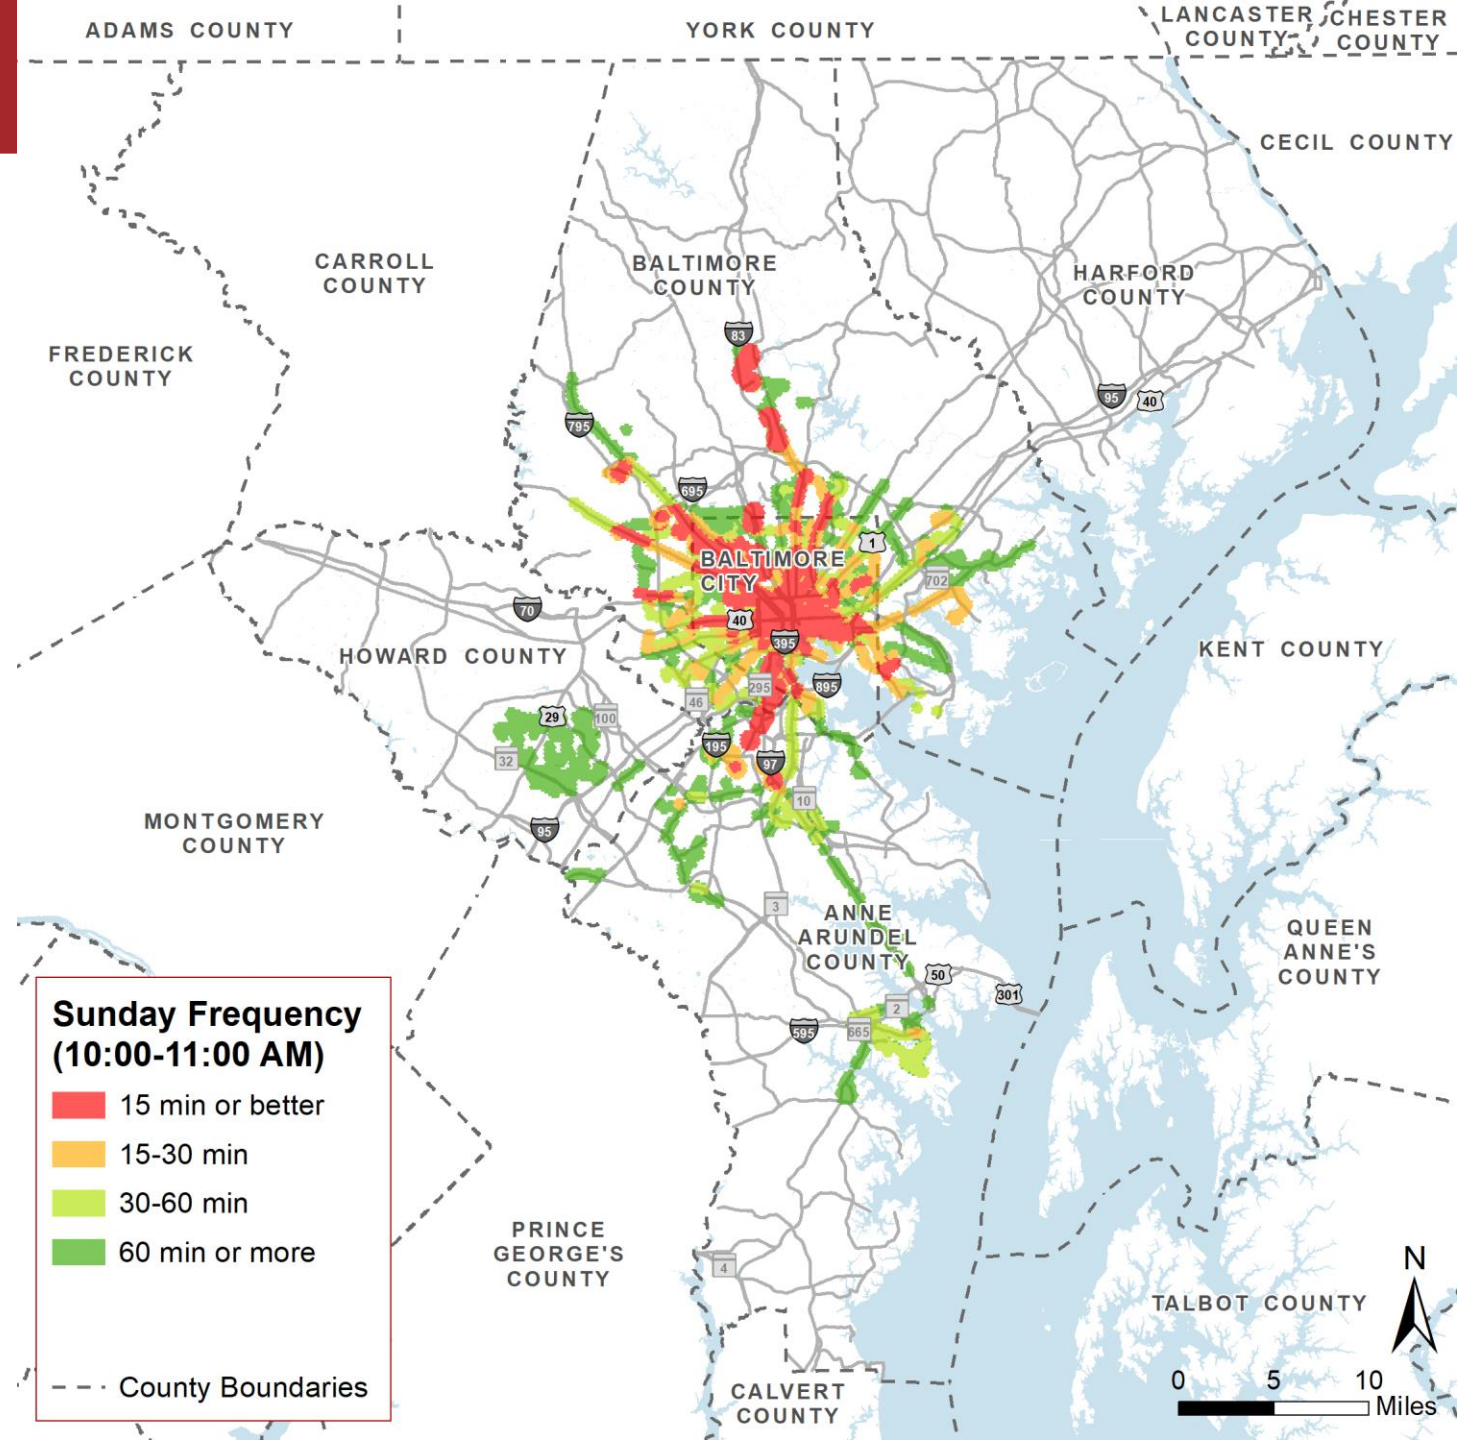 ADAMS COUNTY
YORK COUNTY
LANCASTER
COUNTY
CHESTER
COUNTY
CECIL COUNTY
CARROLL
COUNTY
BALTIMORE
COUNTY
HARFORD
COUNTY
FREDERICK
COUNTY
83
95
40
795
695
1
BALTIMORE
CITY
702
70
40
395
HOWARD COUNTY
KENT COUNTY
295
895
46
29
100
195
32
97
10
95
MONTGOMERY
COUNTY
3
ANNE
ARUNDEL
COUNTY
QUEEN
ANNE'S
COUNTY
50
301
2
595
665
Sunday Frequency
(10:00-11:00 AM)
15 min or better
15-30 min
30-60 min
60 min or more
County Boundaries
PRINCE
GEORGE'S
COUNTY
4
TALBOT COUNTY
CALVERT
COUNTY
N
0 5 10
Miles